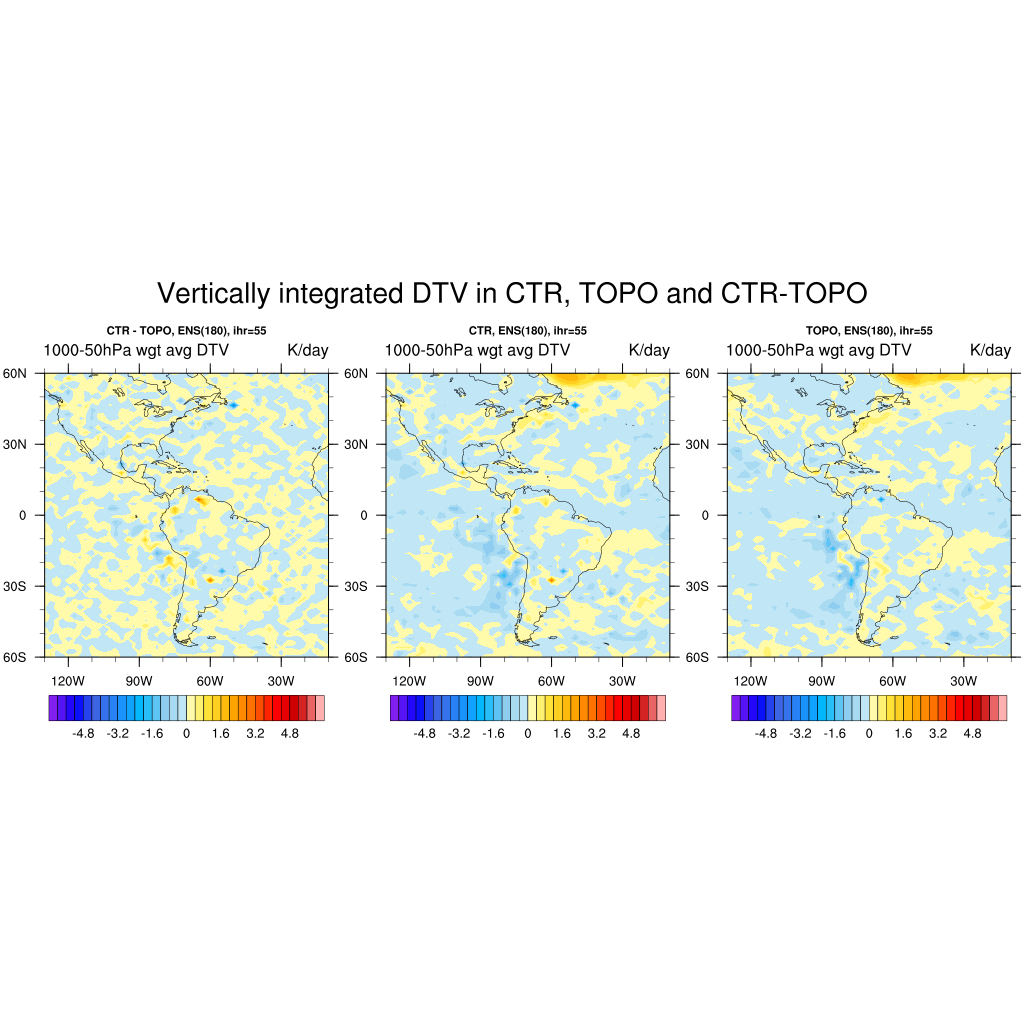 Vertically integrated DTV in CTR, TOPO and CTR-TOPO
CTR - TOPO, ENS(180), ihr=55
1000-50hPa wgt avg DTV K/day
60N
30N
0
30S
60S
120W 90W 60W 30W
-4.8 -3.2 -1.6 0 1.6 3.2 4.8
CTR, ENS(180), ihr=55
1000-50hPa wgt avg DTV K/day
60N
30N
0
30S
60S
120W 90W 60W 30W
-4.8 -3.2 -1.6 0 1.6 3.2 4.8
TOPO, ENS(180), ihr=55
1000-50hPa wgt avg DTV K/day
60N
30N
0
30S
60S
120W 90W 60W 30W
-4.8 -3.2 -1.6 0 1.6 3.2 4.8